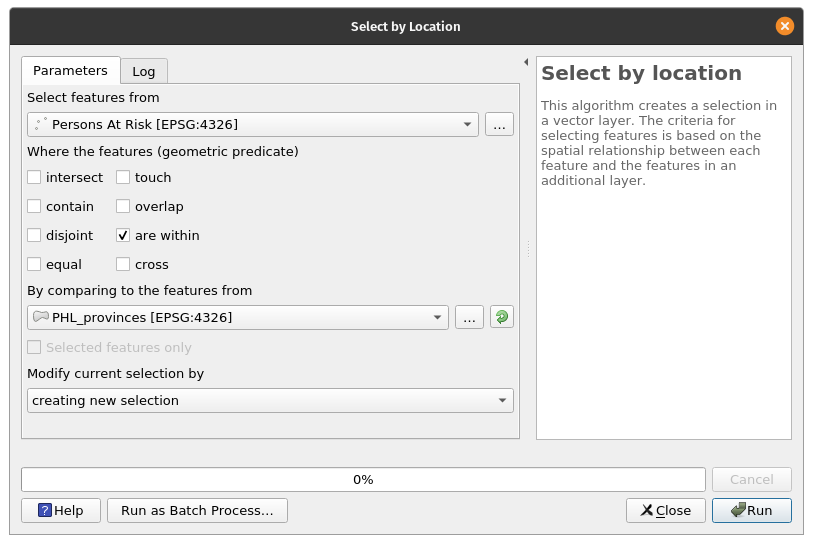 Select by Location
Parameters
Log
Select features from
Persons At Risk [EPSG:4326]
...
Where the features (geometric predicate)
intersect
touch
contain
overlap
disjoint
are within
equal
cross
By comparing to the features from
PHL_provinces [EPSG:4326]
...
Selected features only
Modify current selection by
creating new selection
Select by location
This algorithm creates a selection in
a vector layer. The criteria for
selecting features is based on the
spatial relationship between each
feature and the features in an
additional layer.
0%
Cancel
Help
Run as Batch Process...
Close
Run